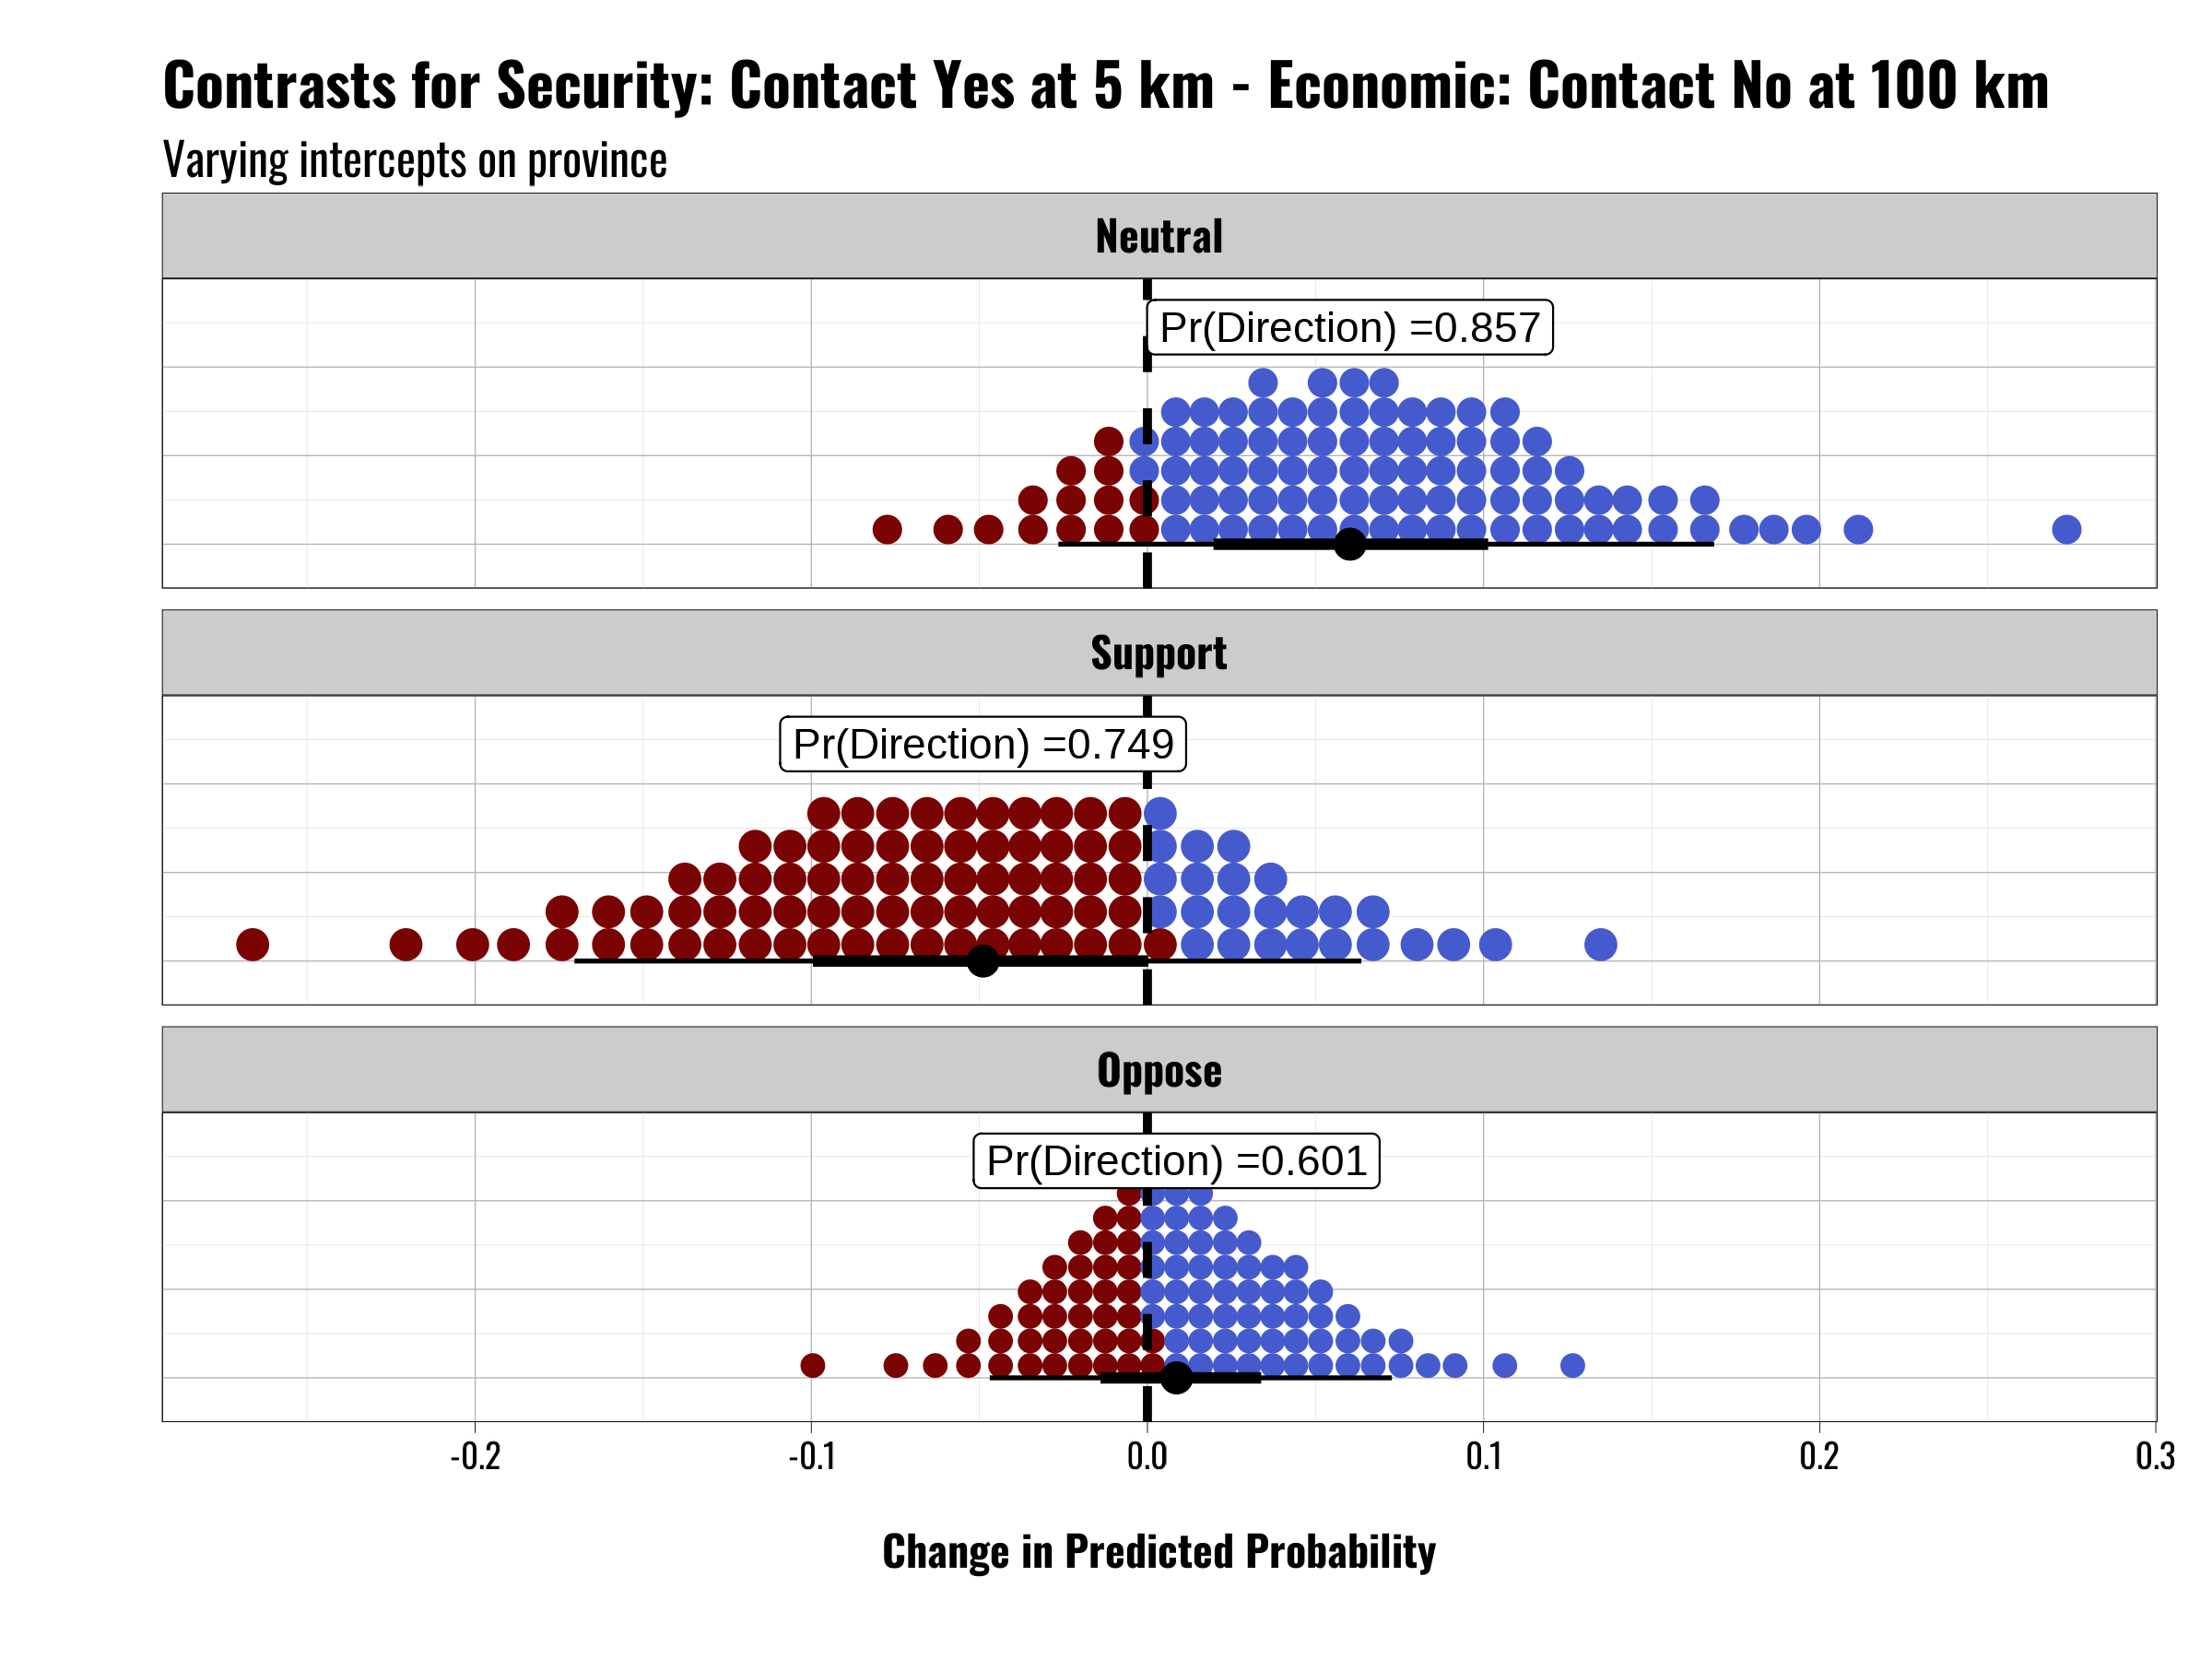 Contrasts for Security: Contact Yes at 5 km - Economic: Contact No at 100 km
Varying intercepts on province
Neutral
Pr(Direction) =0.857
Support
Pr(Direction) =0.749
Oppose
Pr(Direction) =0.601
-0.2 -0.1 0.0 0.1 0.2 0.3
Change in Predicted Probability